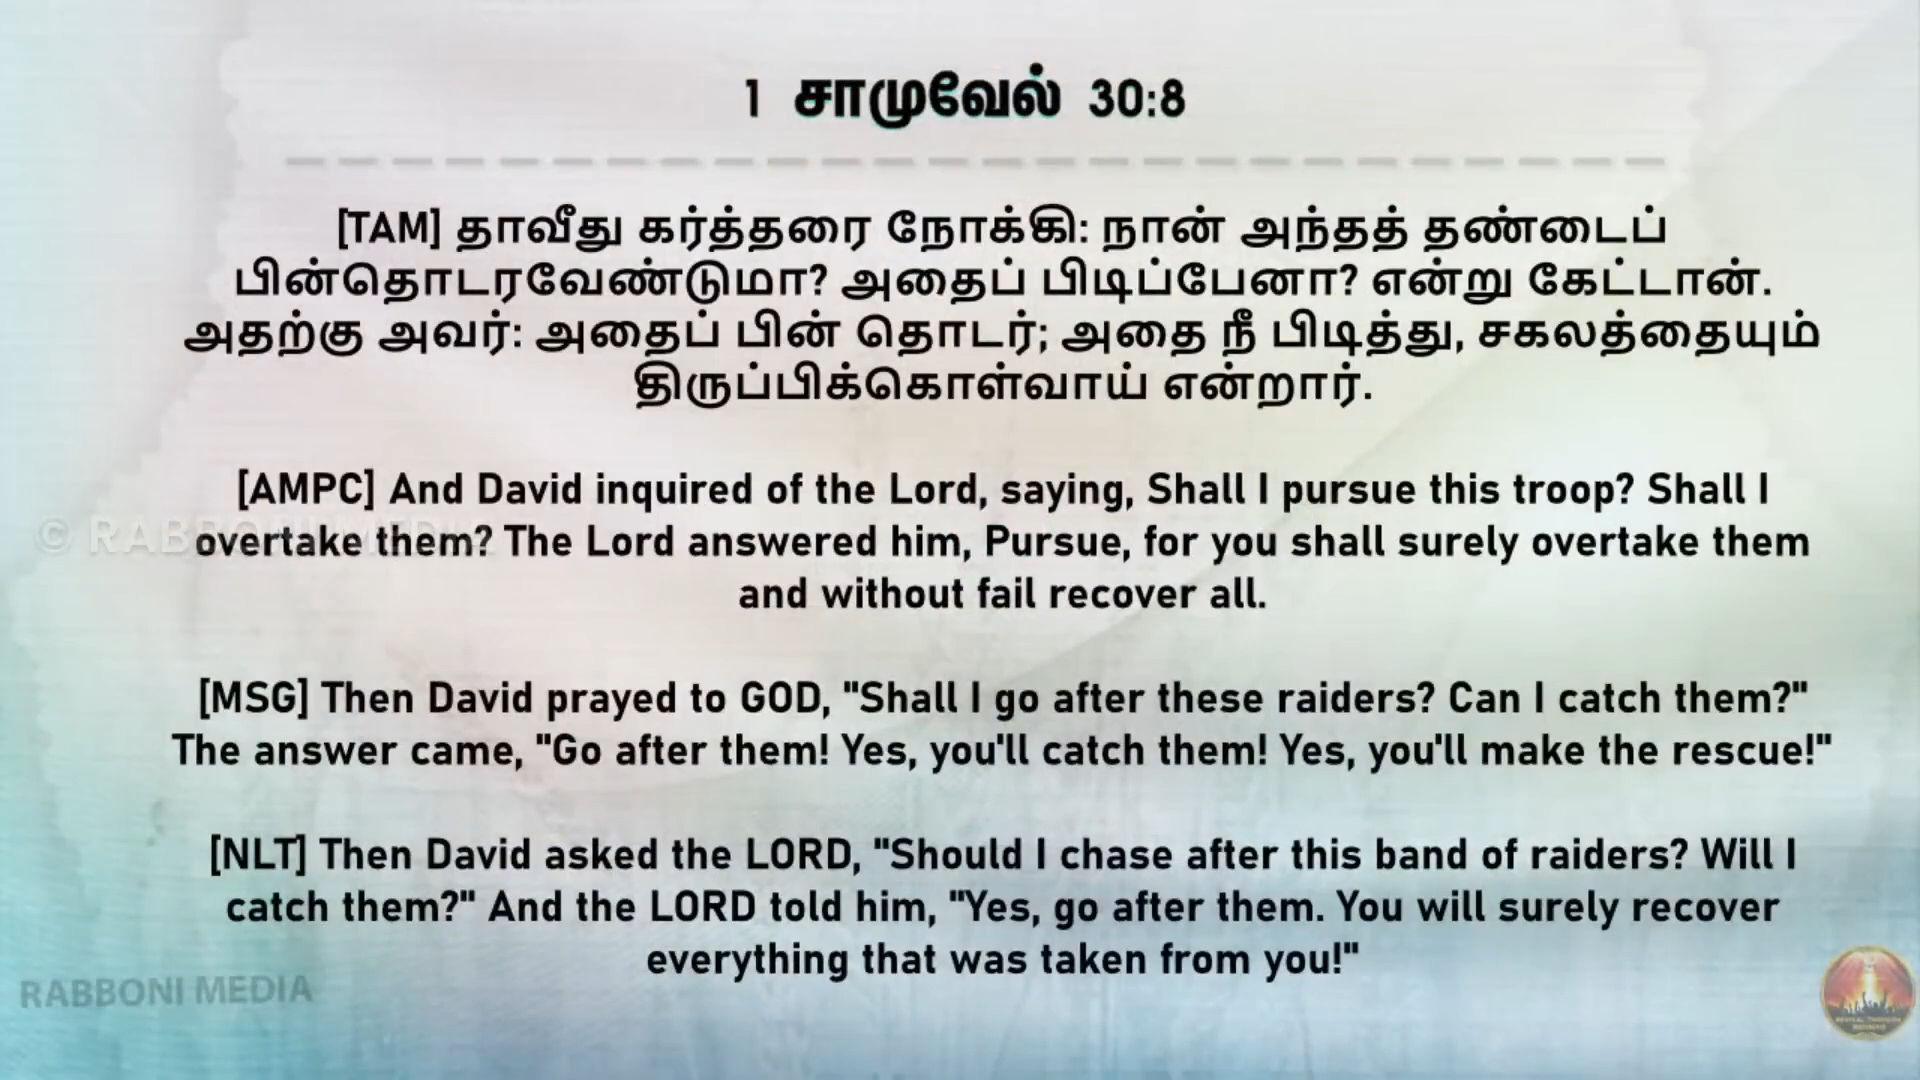 1 சாமுவேல் 30:8
[TAM] தாவீது கர்த்தரை நோக்கி: நான் அந்தத் தண்டைப்
பின்தொடரவேண்டுமா? அதைப் பிடிப்பேனா? என்று கேட்டான்.
அதற்கு அவர்: அதைப் பின் தொடர்; அதை நீ பிடித்து, சகலத்தையும்
திருப்பிக்கொள்வாய் என்றார்.
[AMPC] And David inquired of the Lord, saying, Shall I pursue this troop? Shall I
overtake them? The Lord answered him, Pursue, for you shall surely overtake them
and without fail recover all.
© RABBONI MEDIA
[MSG] Then David prayed to GOD, "Shall I go after these raiders? Can I catch them?"
The answer came, "Go after them! Yes, you'll catch them! Yes, you'll make the rescue!"
[NLT] Then David asked the LORD, "Should I chase after this band of raiders? Will I
catch them?" And the LORD told him, "Yes, go after them. You will surely recover
everything that was taken from you!"
RABBONI MEDIA